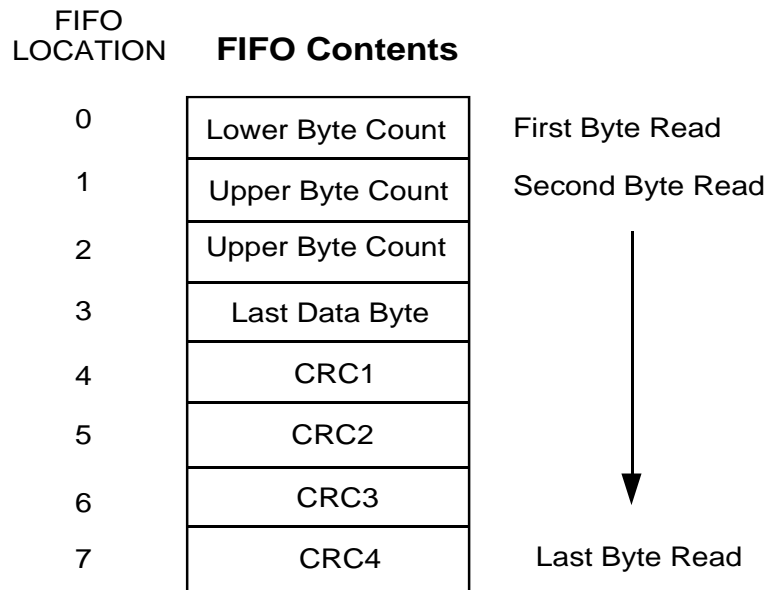 FIFO
LOCATION FIFO Contents
0 Lower Byte Count First Byte Read
1 Upper Byte Count Second Byte Read
2 Upper Byte Count
3 Last Data Byte
4 CRC1
5 CRC2
6 CRC3
7 CRC4 Last Byte Read